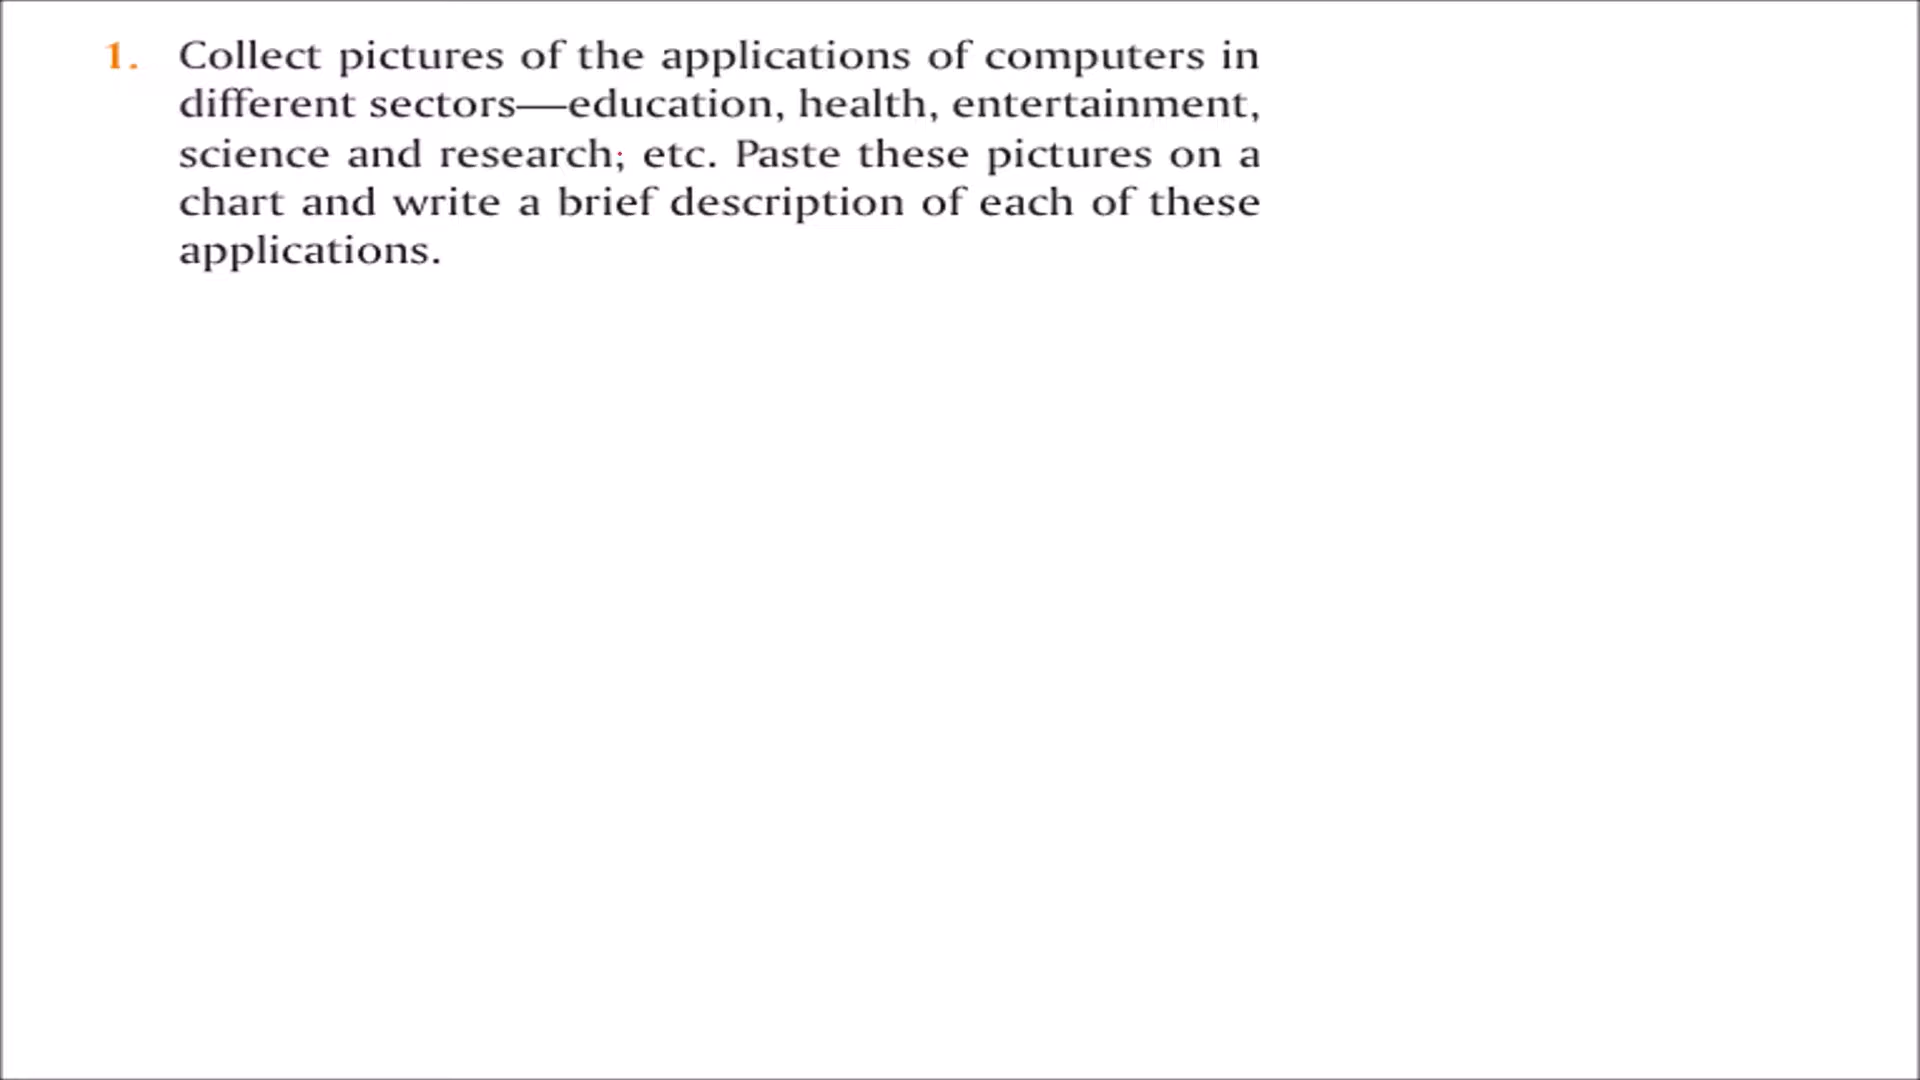 1. Collect pictures of the applications of computers in
different sectors—education, health, entertainment,
science and research; etc. Paste these pictures on a
chart and write a brief description of each of these
applications.